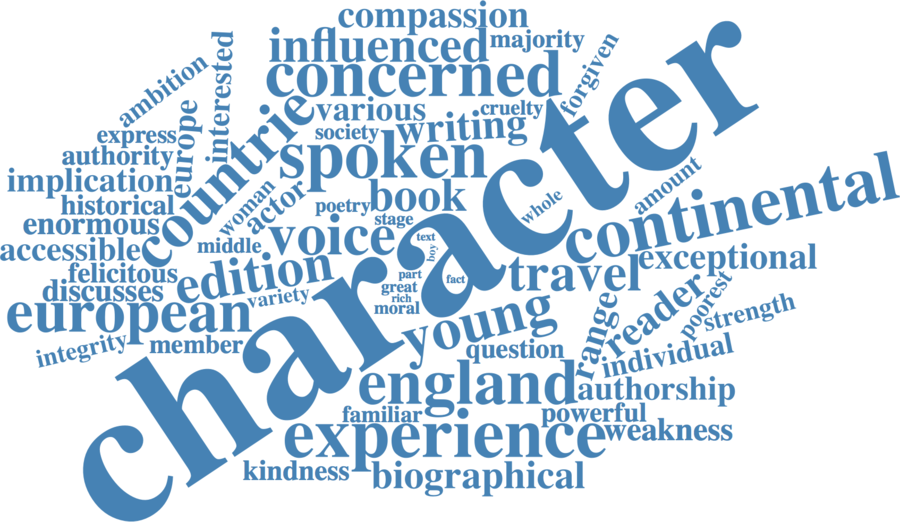 compassion
influenced
majority
concerned
forgiven
interested
ambition
various
cruelty
express
europe
countrie
society
writing
authority
spoken
character
implication
woman
actor
book
whole
amount
historical
poetry
stage
continental
enormous
middle
voice
text
boy
accessible
felicitous
edition
part
fact
travel
exceptional
discusses
variety
great
rich
moral
european
young
range
reader
poorest
strength
integrity
member
question
individual
england
authorship
familiar
powerful
experience
weakness
kindness
biographical